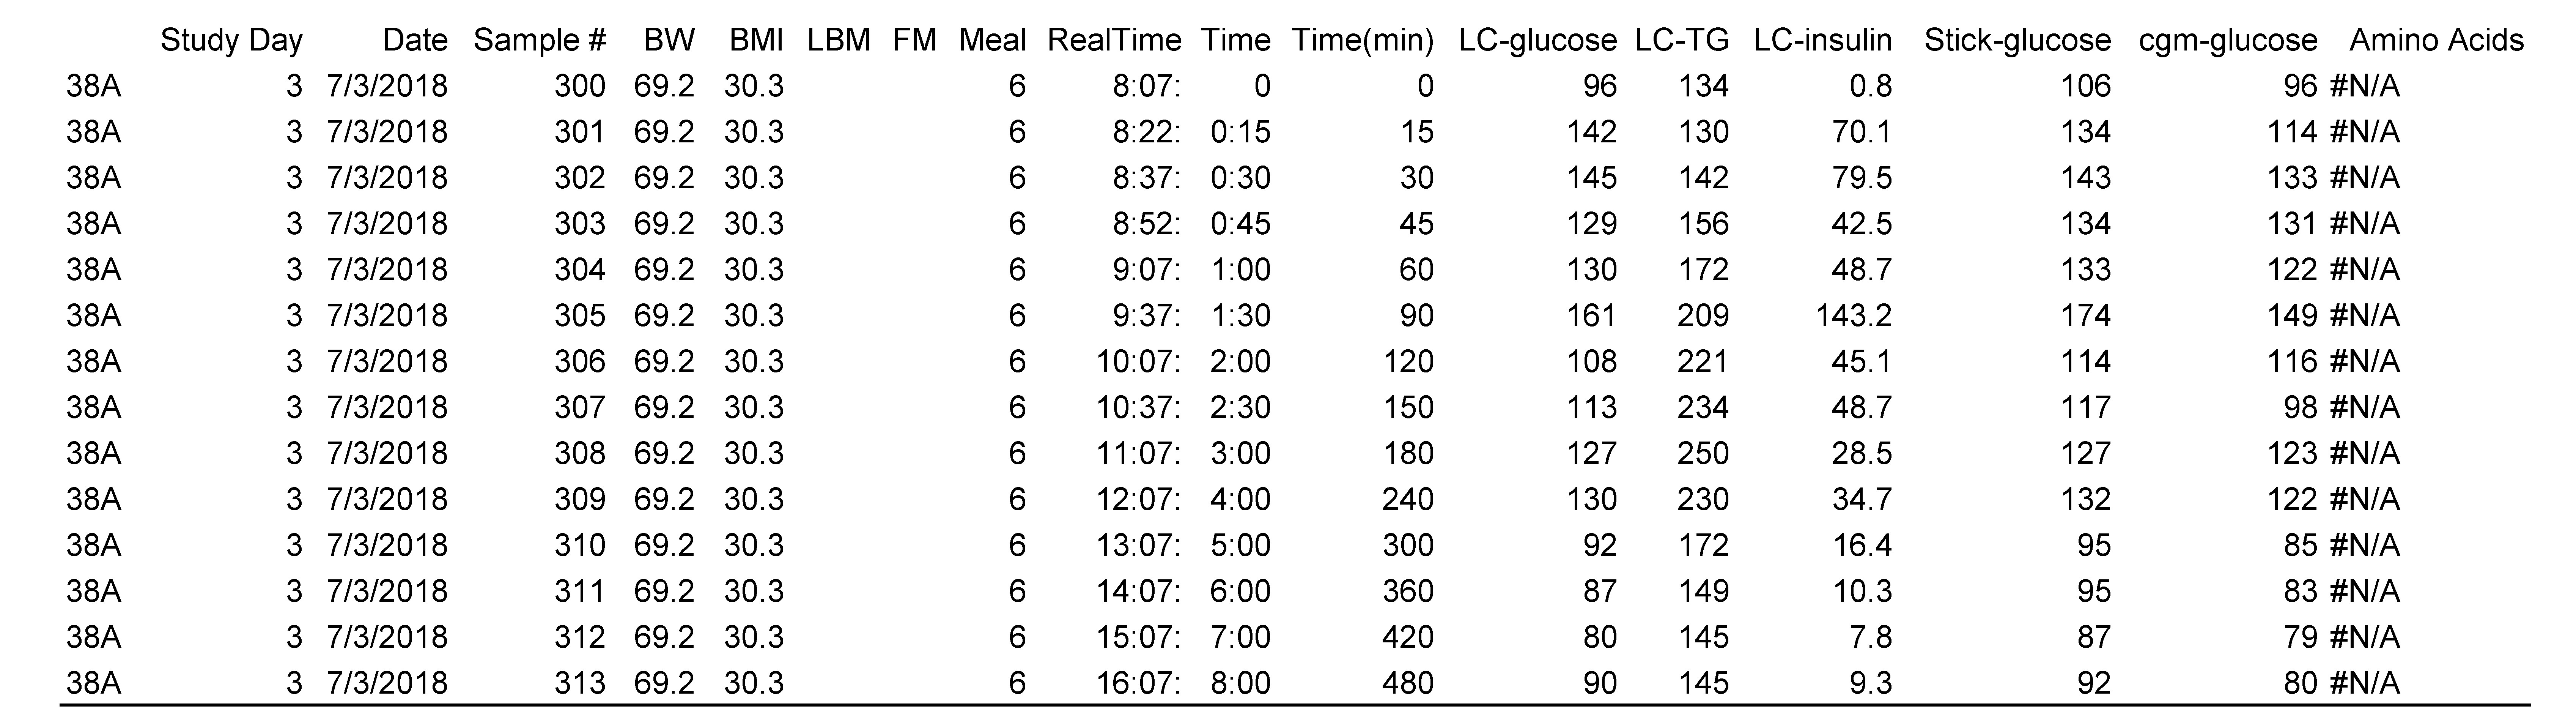 Study Day Date Sample # BW BMI LBM FM Meal RealTime Time Time(min) LC-glucose LC-TG LC-insulin Stick-glucose cgm-glucose Amino Acids
38A 3 7/3/2018 300 69.2 30.3 6 8:07: 0 0 96 134 0.8 106 96 #N/A
38A 3 7/3/2018 301 69.2 30.3 6 8:22: 0:15 15 142 130 70.1 134 114 #N/A
38A 3 7/3/2018 302 69.2 30.3 6 8:37: 0:30 30 145 142 79.5 143 133 #N/A
38A 3 7/3/2018 303 69.2 30.3 6 8:52: 0:45 45 129 156 42.5 134 131 #N/A
38A 3 7/3/2018 304 69.2 30.3 6 9:07: 1:00 60 130 172 48.7 133 122 #N/A
38A 3 7/3/2018 305 69.2 30.3 6 9:37: 1:30 90 161 209 143.2 174 149 #N/A
38A 3 7/3/2018 306 69.2 30.3 6 10:07: 2:00 120 108 221 45.1 114 116 #N/A
38A 3 7/3/2018 307 69.2 30.3 6 10:37: 2:30 150 113 234 48.7 117 98 #N/A
38A 3 7/3/2018 308 69.2 30.3 6 11:07: 3:00 180 127 250 28.5 127 123 #N/A
38A 3 7/3/2018 309 69.2 30.3 6 12:07: 4:00 240 130 230 34.7 132 122 #N/A
38A 3 7/3/2018 310 69.2 30.3 6 13:07: 5:00 300 92 172 16.4 95 85 #N/A
38A 3 7/3/2018 311 69.2 30.3 6 14:07: 6:00 360 87 149 10.3 95 83 #N/A
38A 3 7/3/2018 312 69.2 30.3 6 15:07: 7:00 420 80 145 7.8 87 79 #N/A
38A 3 7/3/2018 313 69.2 30.3 6 16:07: 8:00 480 90 145 9.3 92 80 #N/A